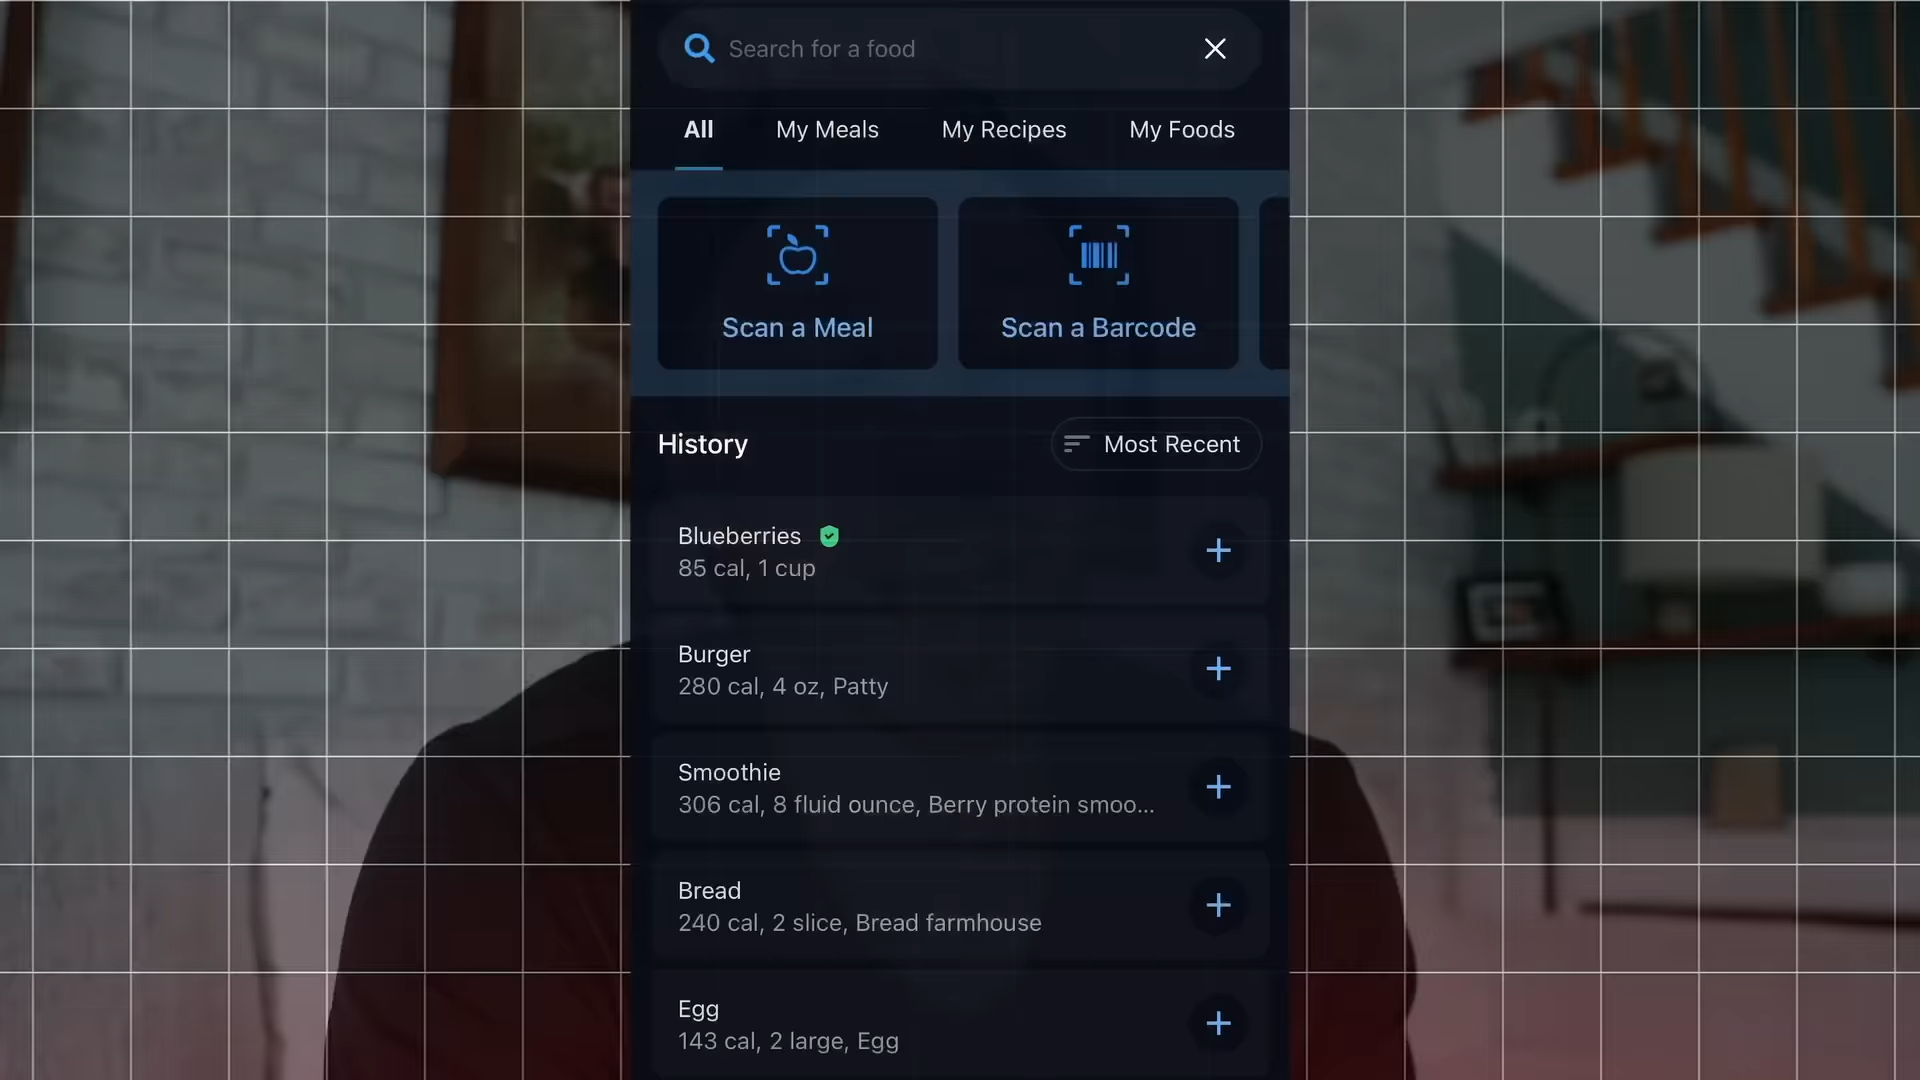 Search for a food
All My Meals My Recipes My Foods
Scan a Meal Scan a Barcode
History Most Recent
Blueberries
85 cal, 1 cup
Burger
280 cal, 4 oz, Patty
Smoothie
306 cal, 8 fluid ounce, Berry protein smoo...
Bread
240 cal, 2 slice, Bread farmhouse
Egg
143 cal, 2 large, Egg